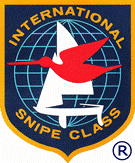 INTERNATIONAL
SNIPE CLASS
®